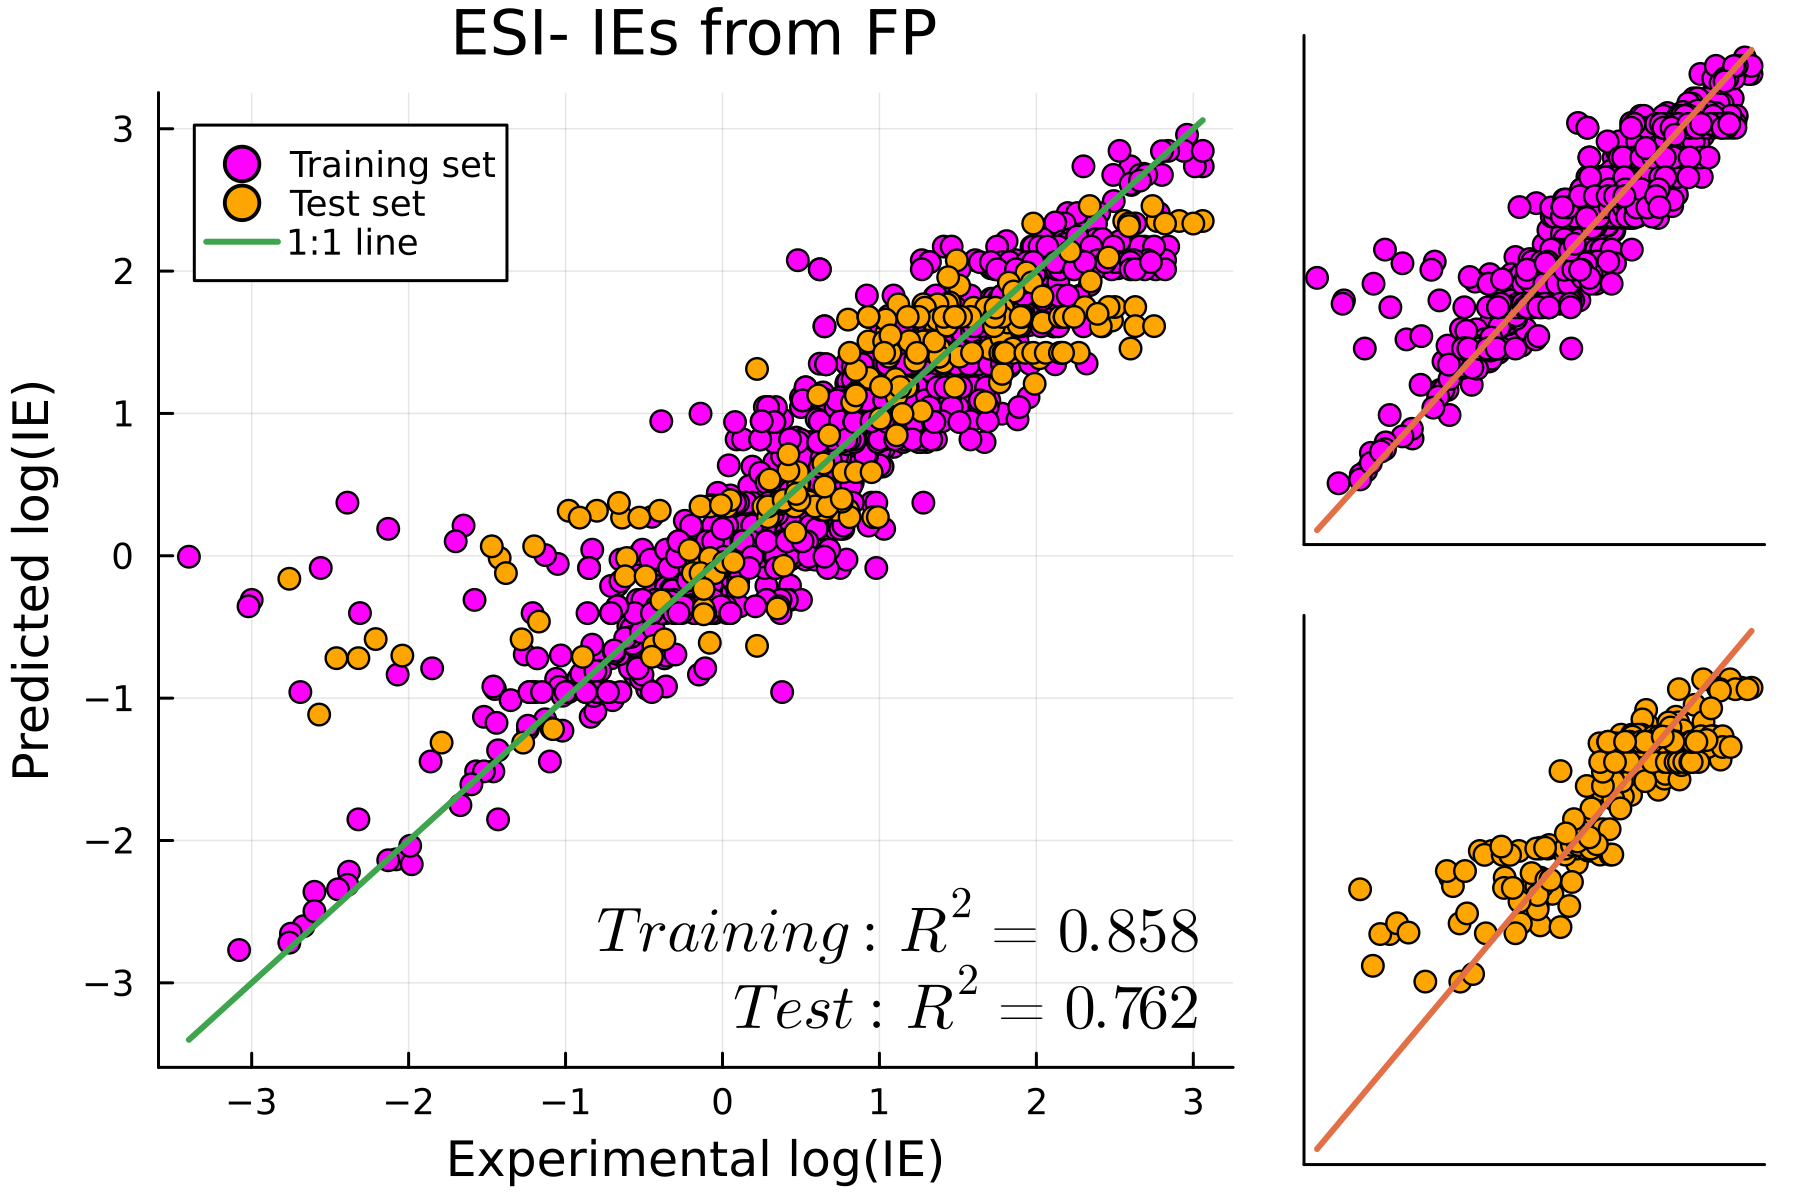 ESI- IEs from FP
Training set
Test set
1:1 line
3
2
1
0
−1
−2
−3
Predicted log(IE)
Training : R² = 0.858
Test : R² = 0.762
−3 −2 −1 0 1 2 3
Experimental log(IE)